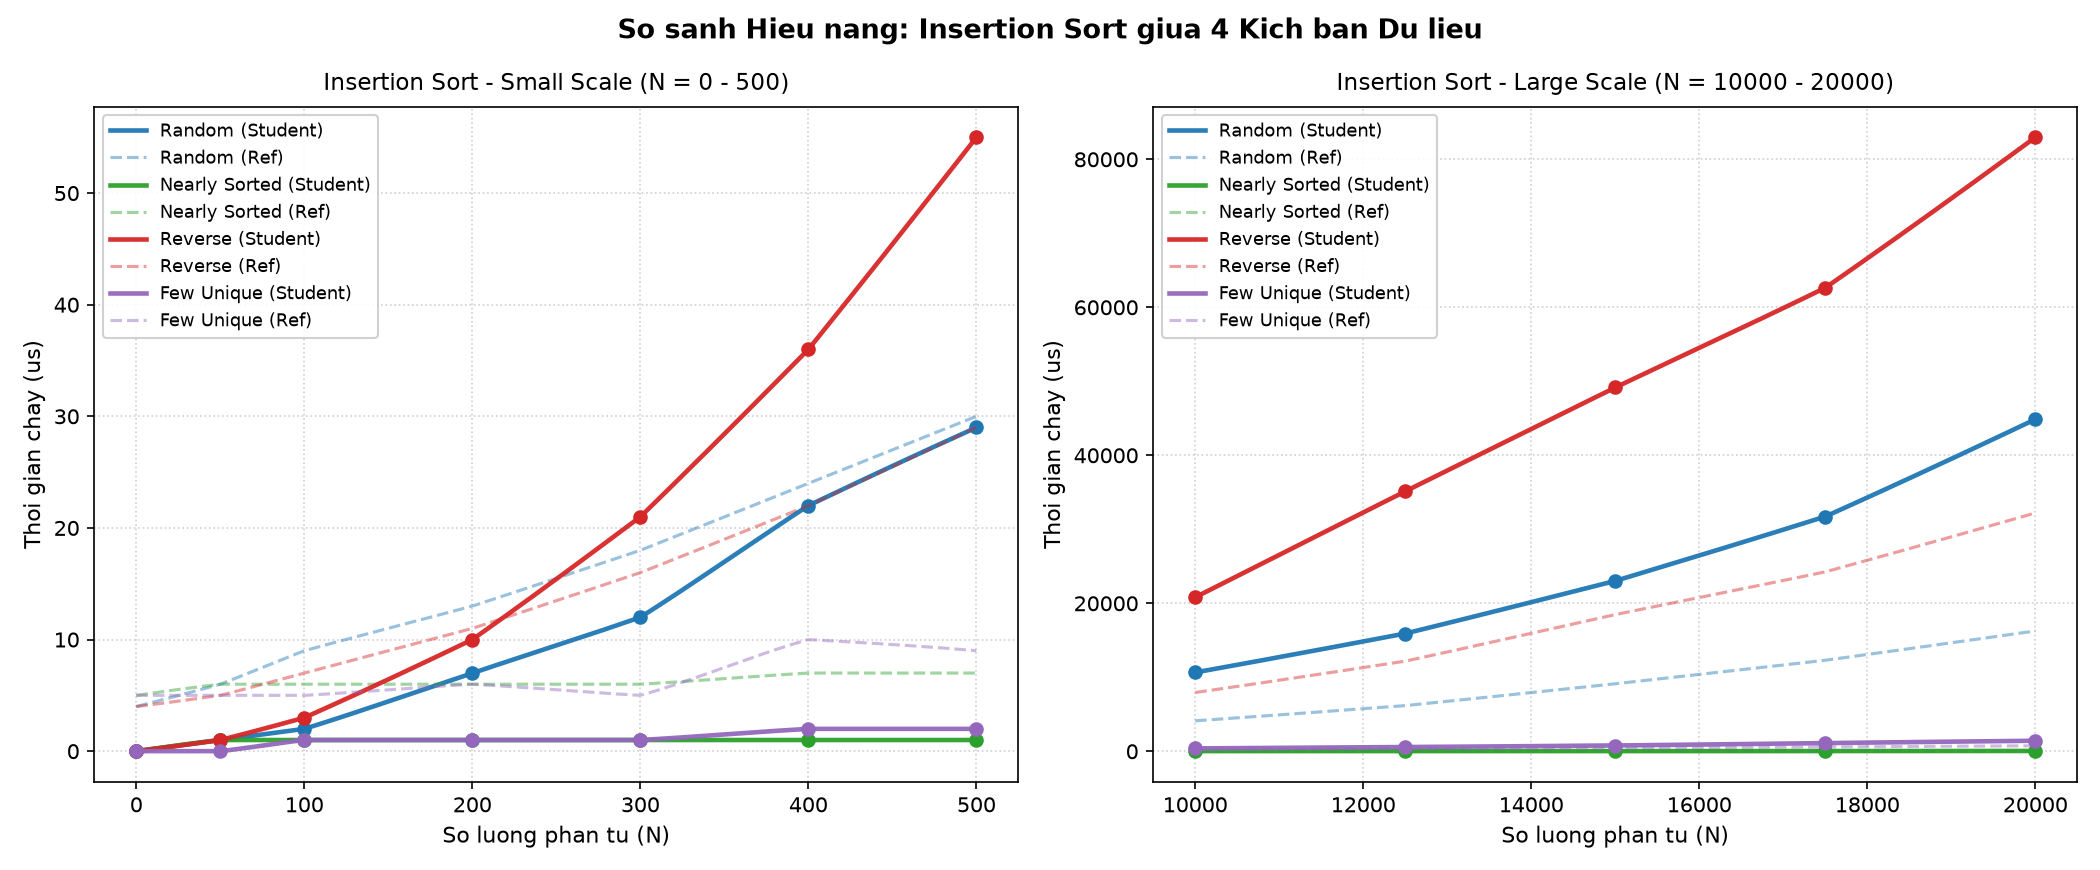 So sanh Hieu nang: Insertion Sort giua 4 Kich ban Du lieu
Insertion Sort - Small Scale (N = 0 - 500)
Random (Student)
Random (Ref)
Nearly Sorted (Student)
Nearly Sorted (Ref)
Reverse (Student)
Reverse (Ref)
Few Unique (Student)
Few Unique (Ref)
Thoi gian chay (us)
50
40
30
20
10
0
0 100 200 300 400 500
So luong phan tu (N)
Insertion Sort - Large Scale (N = 10000 - 20000)
Random (Student)
Random (Ref)
Nearly Sorted (Student)
Nearly Sorted (Ref)
Reverse (Student)
Reverse (Ref)
Few Unique (Student)
Few Unique (Ref)
Thoi gian chay (us)
80000
60000
40000
20000
0
10000 12000 14000 16000 18000 20000
So luong phan tu (N)